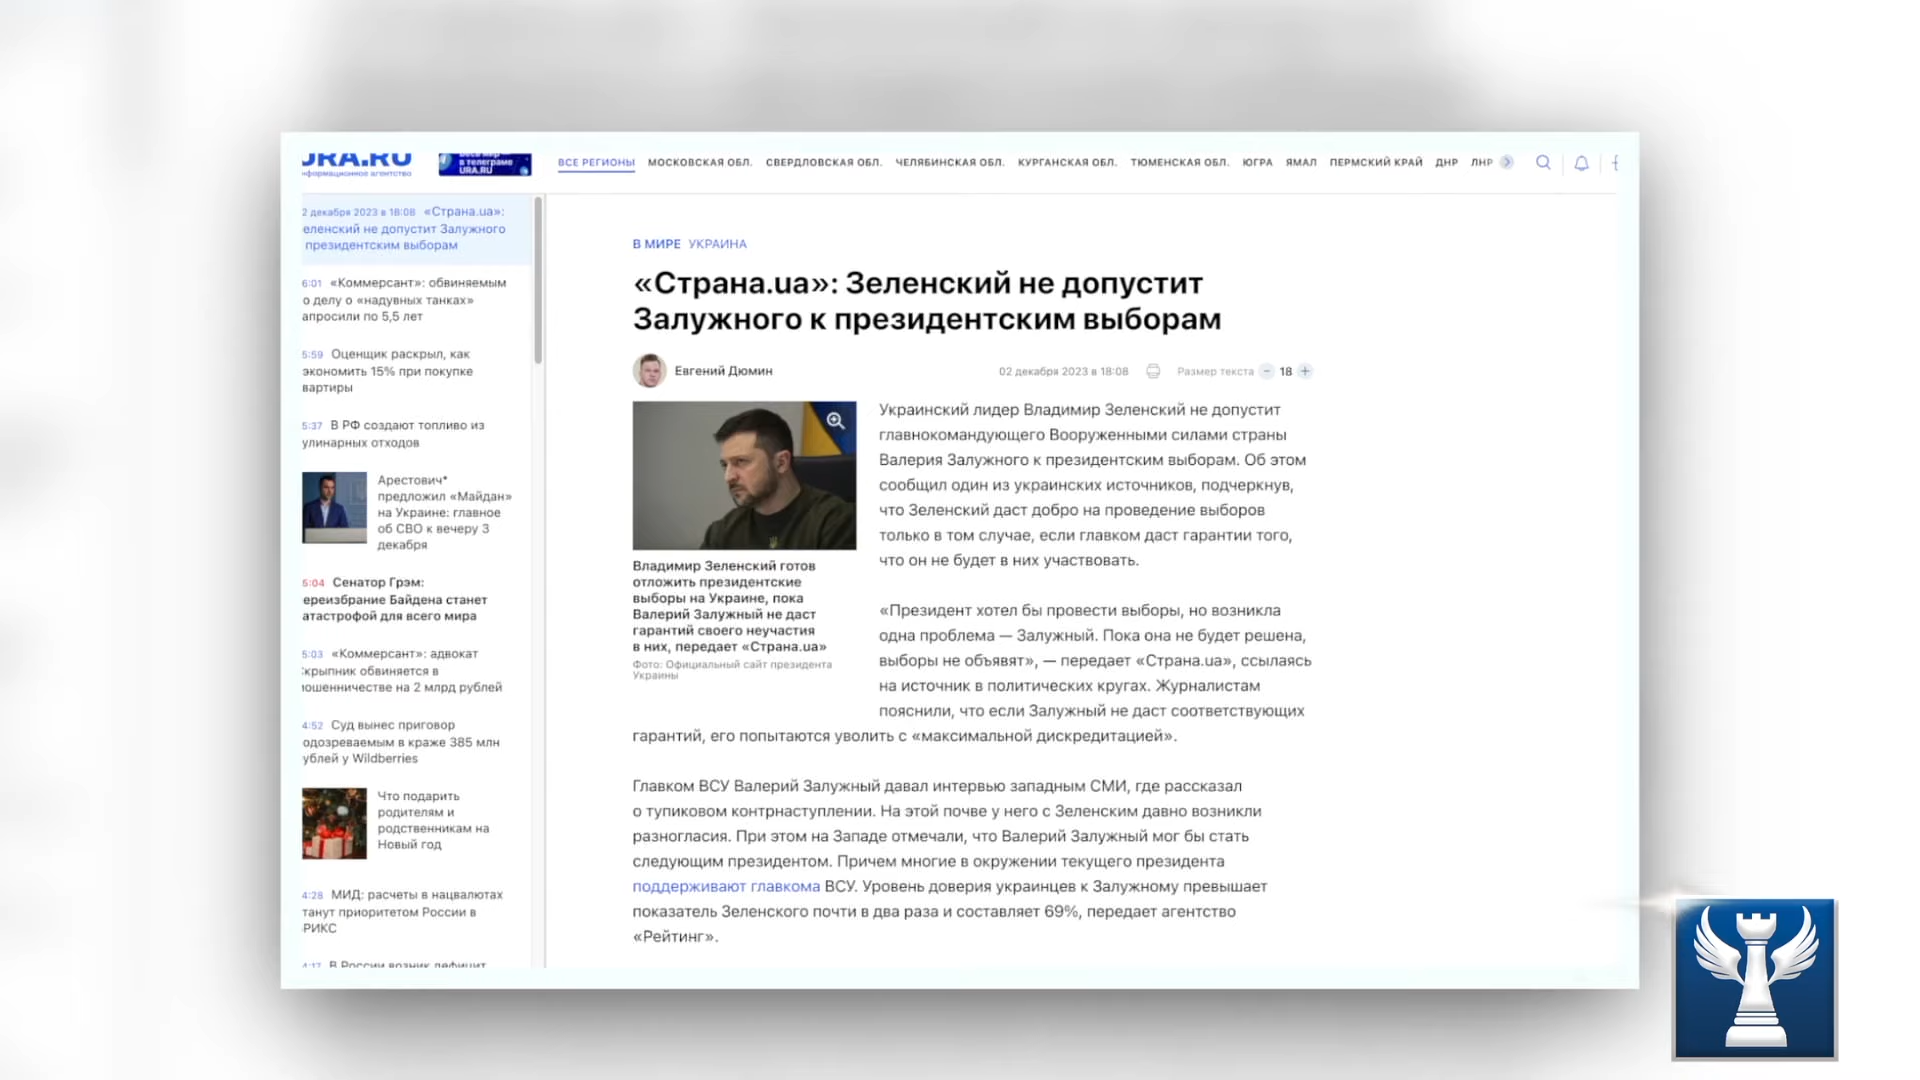 URA.RU
нформационное агентство
Весь мир —
в телеграме
URA.RU
ВСЕ РЕГИОНЫ МОСКОВСКАЯ ОБЛ. СВЕРДЛОВСКАЯ ОБЛ. ЧЕЛЯБИНСКАЯ ОБЛ. КУРГАНСКАЯ ОБЛ. ТЮМЕНСКАЯ ОБЛ. ЮГРА ЯМАЛ ПЕРМСКИЙ КРАЙ ДНР ЛНР
2 декабря 2023 в 18:08 «Страна.ua»:
еленский не допустит Залужного
президентским выборам
6:01 «Коммерсант»: обвиняемым
о делу о «надувных танках»
апросили по 5,5 лет
5:59 Оценщик раскрыл, как
экономить 15% при покупке
вартиры
5:37 В РФ создают топливо из
улинарных отходов
Арестович*
предложил «Майдан»
на Украине: главное
об СВО к вечеру 3
декабря
5:04 Сенатор Грэм:
ереизбрание Байдена станет
атастрофой для всего мира
5:03 «Коммерсант»: адвокат
Скрыпник обвиняется в
мошенничестве на 2 млрд рублей
4:52 Суд вынес приговор
одозреваемым в краже 385 млн
ублей у Wildberries
Что подарить
родителям и
родственникам на
Новый год
4:28 МИД: расчеты в нацвалютах
танут приоритетом России в
БРИКС
4:17 В России возник дефицит
В МИРЕ УКРАИНА
«Страна.ua»: Зеленский не допустит
Залужного к президентским выборам
Евгений Дюмин
02 декабря 2023 в 18:08 Размер текста − 18 +
Владимир Зеленский готов
отложить президентские
выборы на Украине, пока
Валерий Залужный не даст
гарантий своего неучастия
в них, передает «Страна.ua»
Фото: Официальный сайт президента
Украины
Украинский лидер Владимир Зеленский не допустит
главнокомандующего Вооруженными силами страны
Валерия Залужного к президентским выборам. Об этом
сообщил один из украинских источников, подчеркнув,
что Зеленский даст добро на проведение выборов
только в том случае, если главком даст гарантии того,
что он не будет в них участвовать.
«Президент хотел бы провести выборы, но возникла
одна проблема — Залужный. Пока она не будет решена,
выборы не объявят», — передает «Страна.ua», ссылаясь
на источник в политических кругах. Журналистам
пояснили, что если Залужный не даст соответствующих
гарантий, его попытаются уволить с «максимальной дискредитацией».
Главком ВСУ Валерий Залужный давал интервью западным СМИ, где рассказал
о тупиковом контрнаступлении. На этой почве у него с Зеленским давно возникли
разногласия. При этом на Западе отмечали, что Валерий Залужный мог бы стать
следующим президентом. Причем многие в окружении текущего президента
поддерживают главкома ВСУ. Уровень доверия украинцев к Залужному превышает
показатель Зеленского почти в два раза и составляет 69%, передает агентство
«Рейтинг».